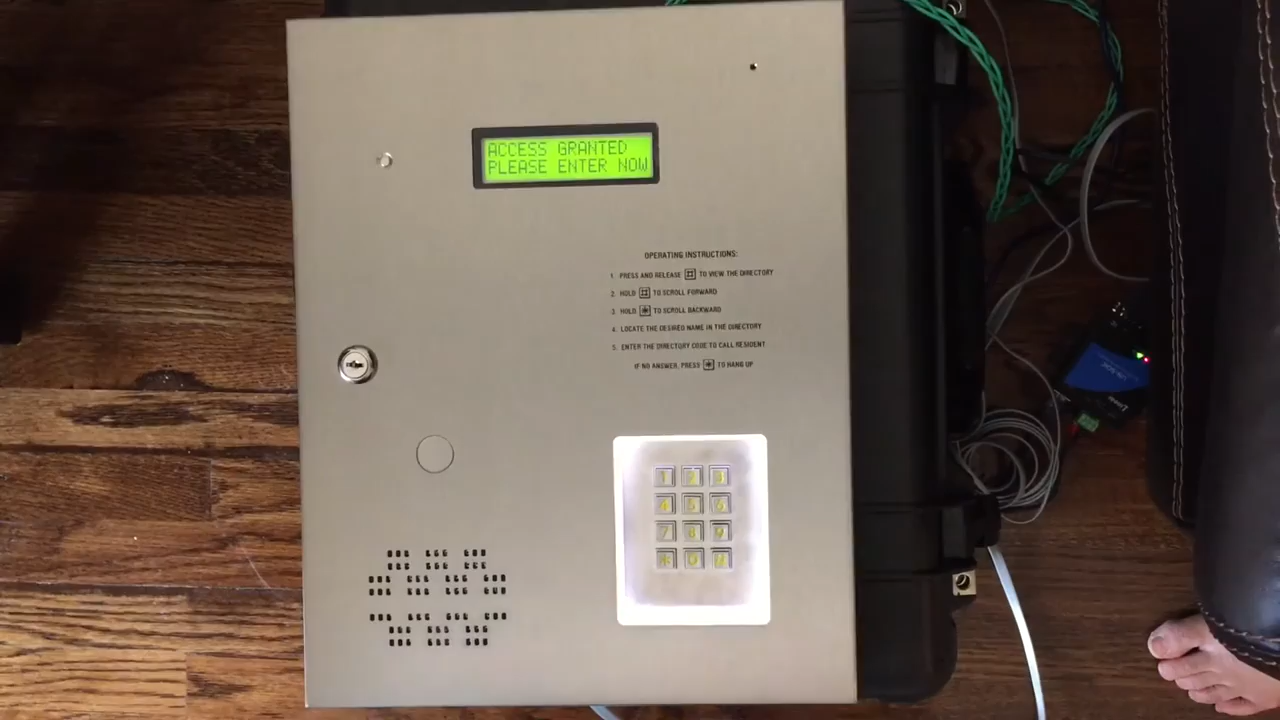 ACCESS GRANTED
PLEASE ENTER NOW
OPERATING INSTRUCTIONS:
1. PRESS AND RELEASE # TO VIEW THE DIRECTORY
2. HOLD # TO SCROLL FORWARD
3. HOLD * TO SCROLL BACKWARD
4. LOCATE THE DESIRED NAME IN THE DIRECTORY
5. ENTER THE DIRECTORY CODE TO CALL RESIDENT
IF NO ANSWER, PRESS * TO HANG UP
1 2 3
4 5 6
7 8 9
* 0 #